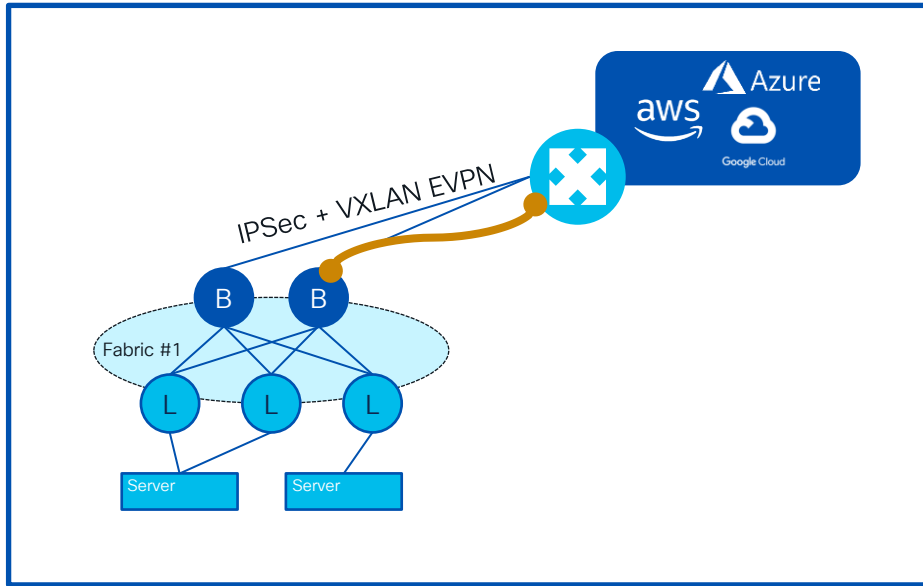 Azure
aws
Google Cloud
IPSec + VXLAN EVPN
B
B
Fabric #1
L
L
L
Server
Server